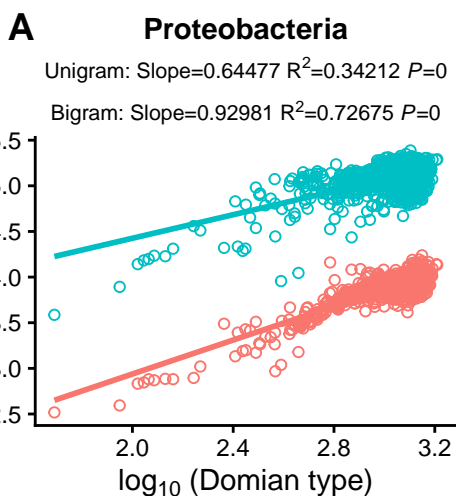 A
Proteobacteria
Unigram: Slope=0.64477 R²=0.34212 P=0
Bigram: Slope=0.92981 R²=0.72675 P=0
.5
.0
.5
.0
.5
.0
.5
2.0 2.4 2.8 3.2
log₁₀ (Domian type)